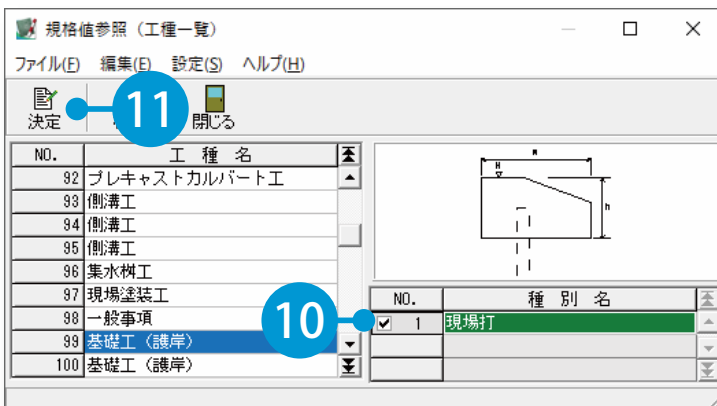 規格値参照（工種一覧）
ファイル(F) 編集(E) 設定(S) ヘルプ(H)
決定 閉じる
11
NO. 工種名
92 プレキャストカルバート工
93 側溝工
94 側溝工
95 側溝工
96 集水桝工
97 現場塗装工
98 一般事項
99 基礎工（護岸）
100 基礎工（護岸）
H
h
NO. 種別名
10
1 現場打